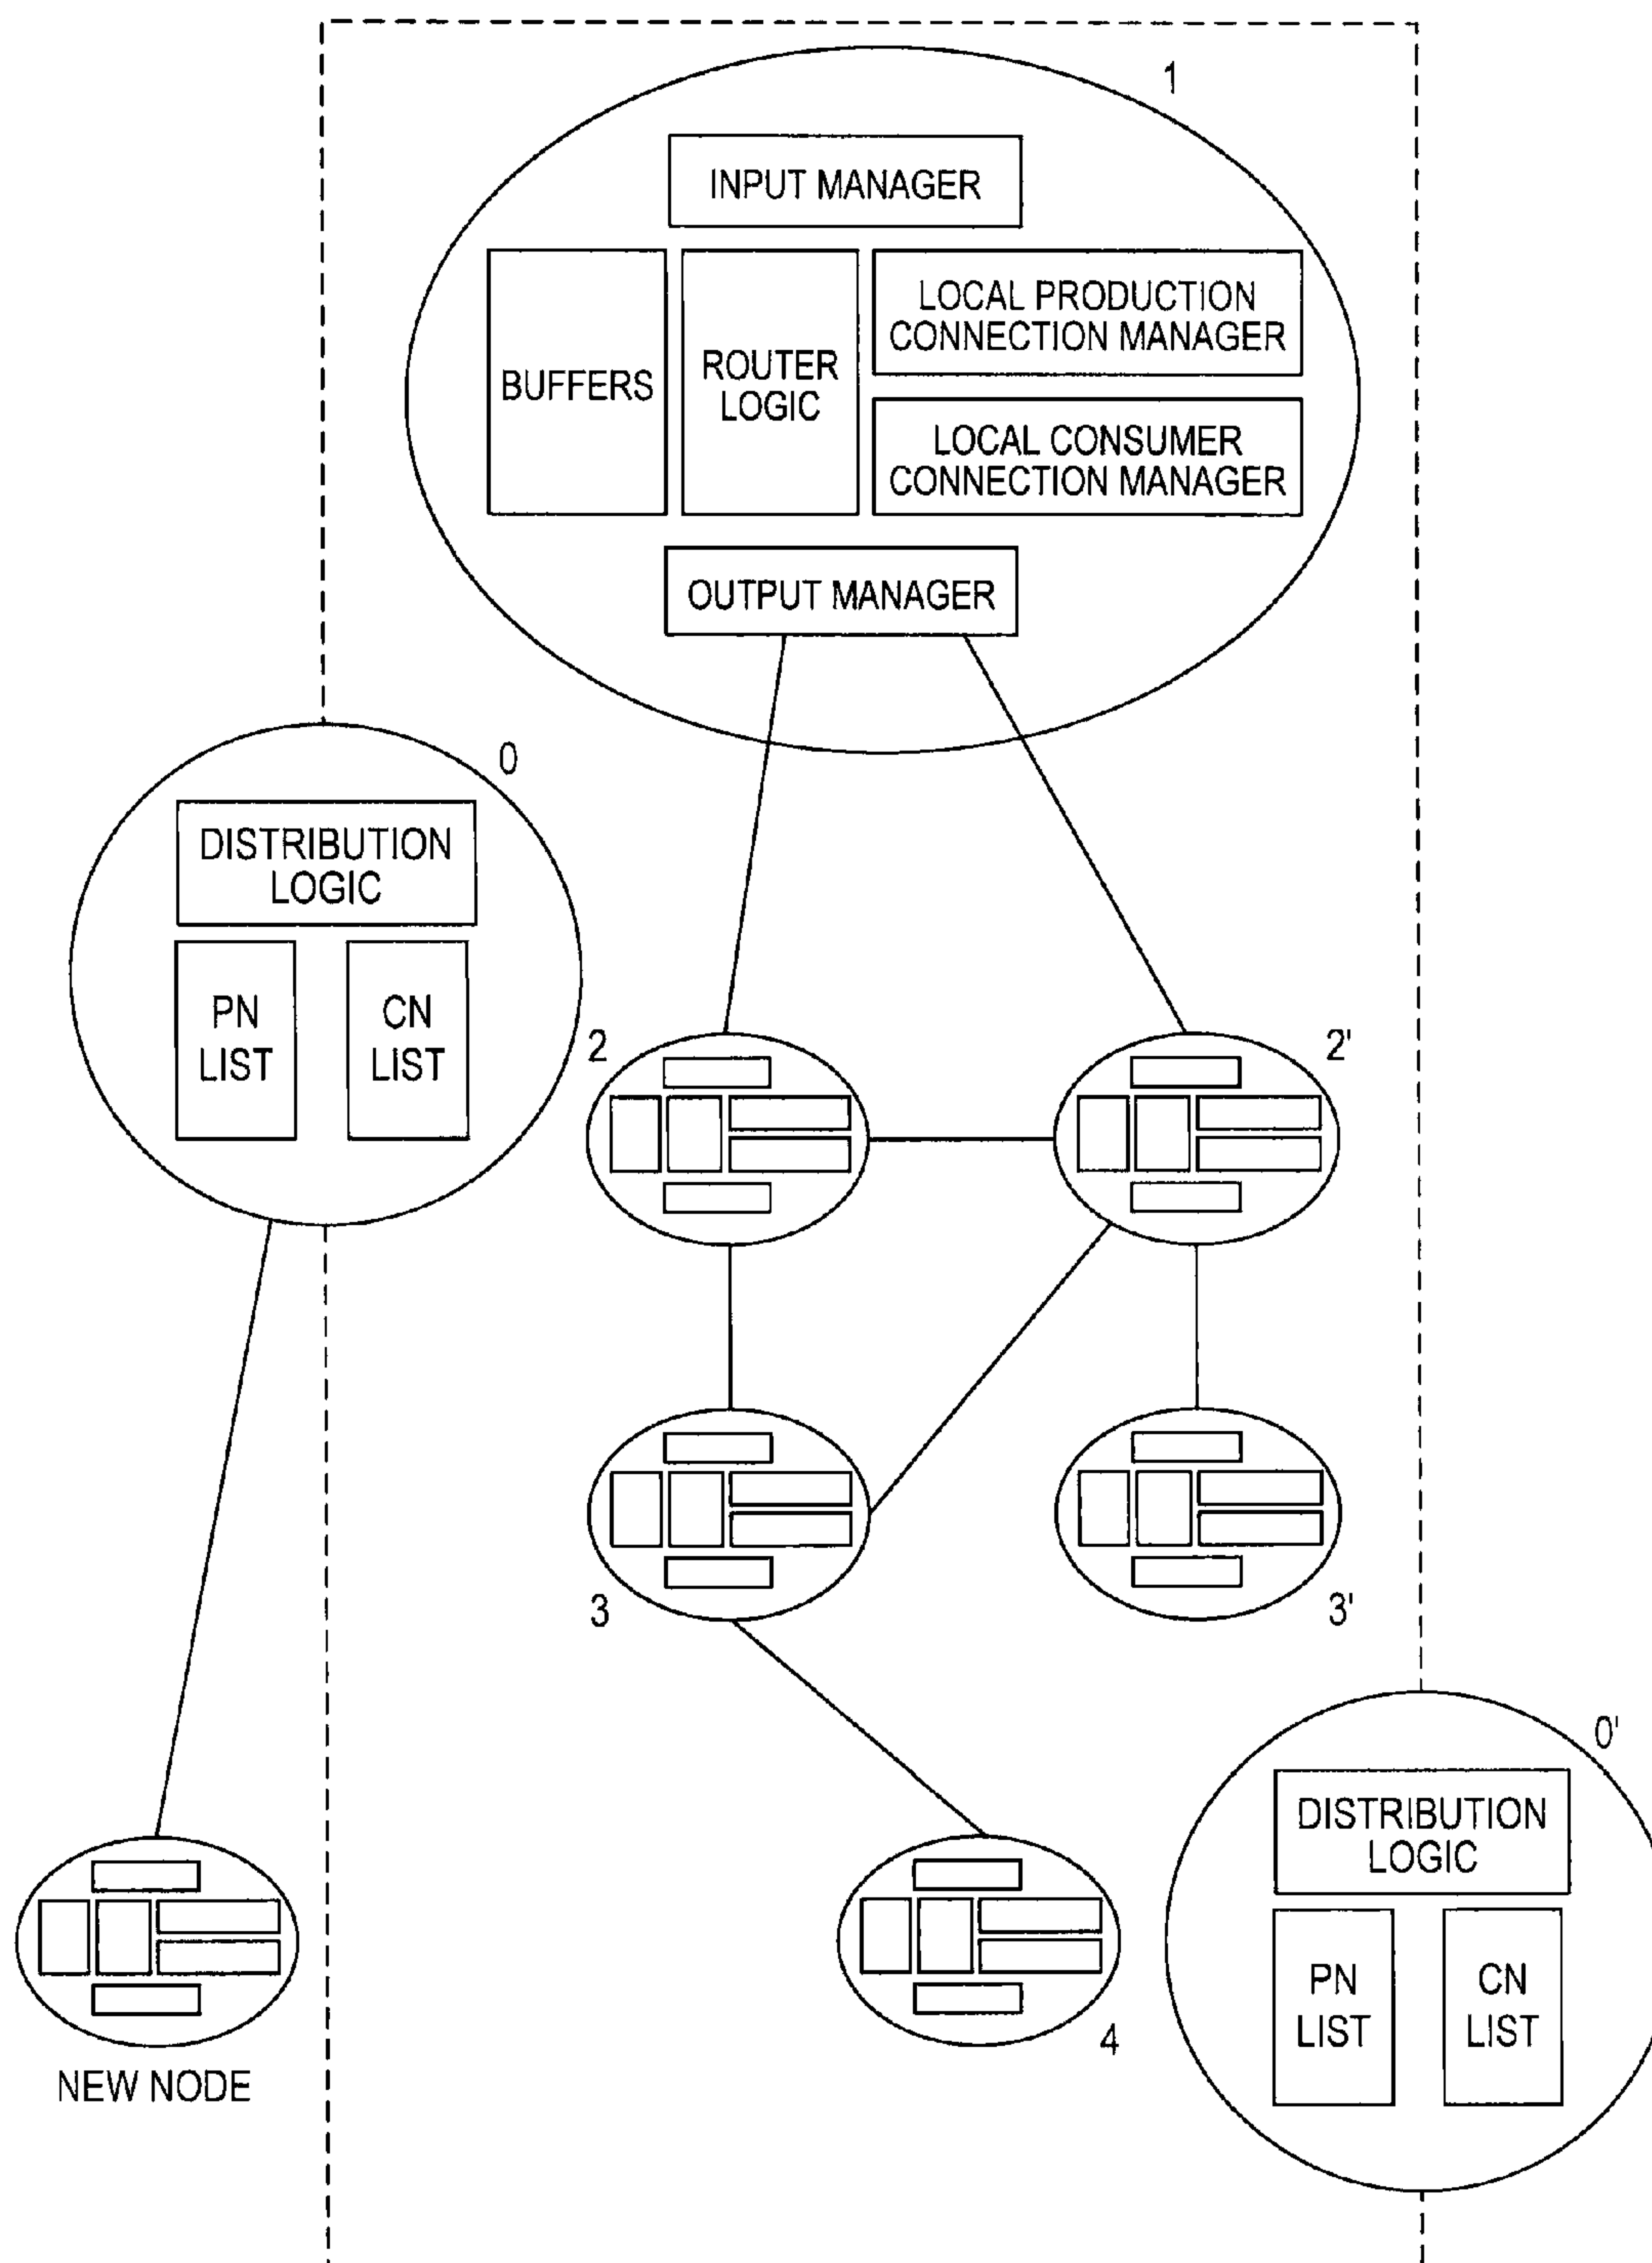 1
INPUT MANAGER
BUFFERS
ROUTER
LOGIC
LOCAL PRODUCTION
CONNECTION MANAGER
LOCAL CONSUMER
CONNECTION MANAGER
OUTPUT MANAGER
0
DISTRIBUTION
LOGIC
PN
LIST
CN
LIST
2
2'
3
3'
0'
DISTRIBUTION
LOGIC
PN
LIST
CN
LIST
4
NEW NODE